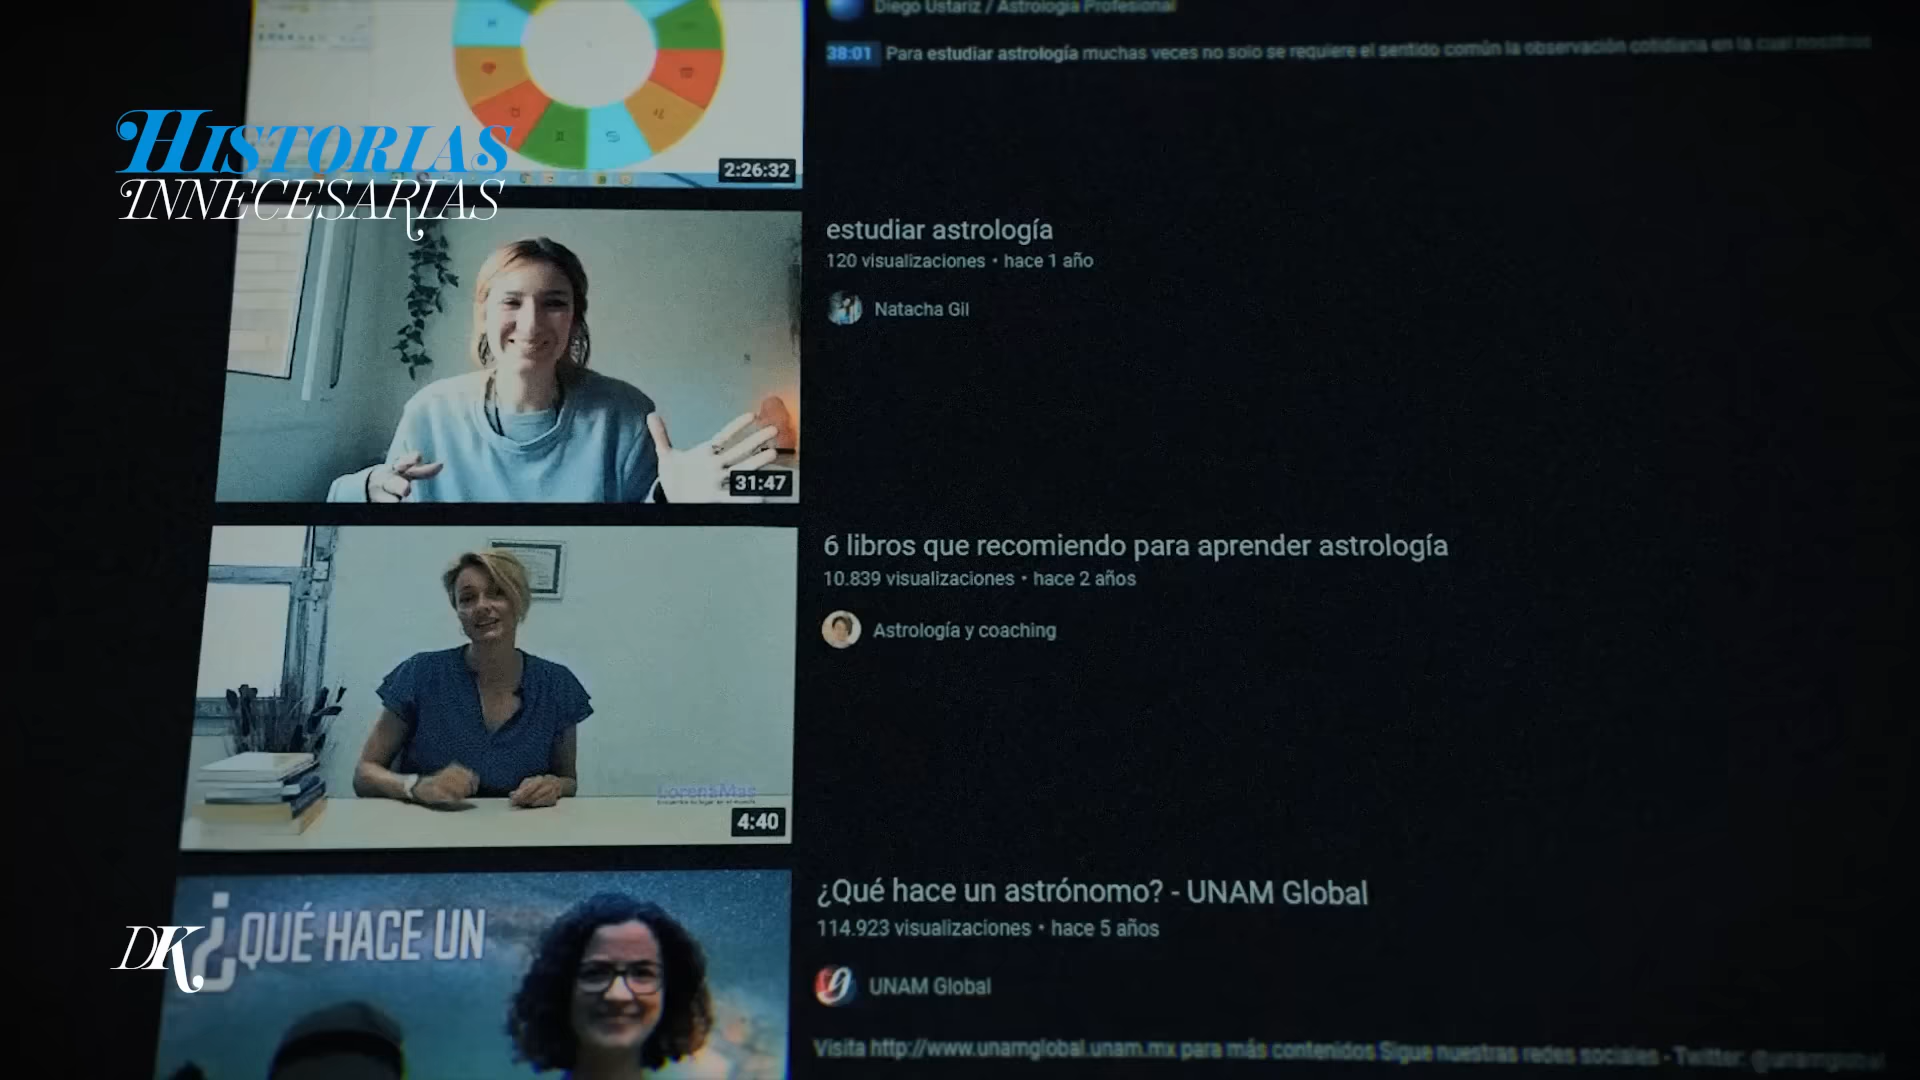 Diego Ustariz / Astrología Profesional
38:01 Para estudiar astrología muchas veces no solo se requiere el sentido común la observación cotidiana en la cual nosotros
HISTORIAS
INNECESARIAS
2:26:32
estudiar astrología
120 visualizaciones • hace 1 año
Natacha Gil
31:47
6 libros que recomiendo para aprender astrología
10.839 visualizaciones • hace 2 años
Astrología y coaching
LorenaMas
4:40
¿Qué hace un astrónomo? - UNAM Global
114.923 visualizaciones • hace 5 años
¿QUÉ HACE UN
DK
UNAM Global
Visita http://www.unamglobal.unam.mx para más contenidos Sigue nuestras redes sociales - Twitter: @unamglobal